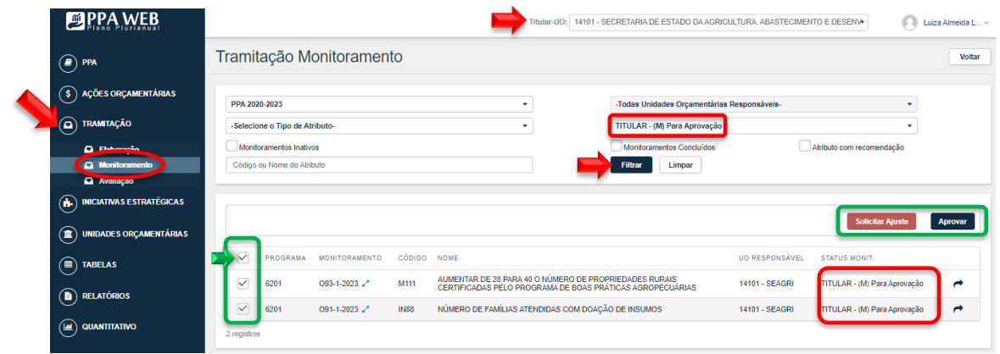 PPA WEB
Plano Plurianual
Titular-UO: 14101 - SECRETARIA DE ESTADO DA AGRICULTURA, ABASTECIMENTO E DESENV
Luiza Almeida L...
PPA
AÇÕES ORÇAMENTÁRIAS
TRAMITAÇÃO
Elaboração
Monitoramento
Avaliação
INICIATIVAS ESTRATÉGICAS
UNIDADES ORÇAMENTÁRIAS
TABELAS
RELATÓRIOS
QUANTITATIVO
Tramitação Monitoramento
Voltar
PPA 2020-2023
-Todas Unidades Orçamentárias Responsáveis-
-Selecione o Tipo de Atributo-
TITULAR - (M) Para Aprovação
Monitoramentos Inativos
Monitoramentos Concluídos
Atributo com recomendação
Código ou Nome do Atributo
Filtrar
Limpar
Solicitar Ajuste
Aprovar
PROGRAMA MONITORAMENTO CÓDIGO NOME UO RESPONSÁVEL STATUS MONIT.
6201 O93-1-2023 M111 AUMENTAR DE 28 PARA 40 O NÚMERO DE PROPRIEDADES RURAIS
CERTIFICADAS PELO PROGRAMA DE BOAS PRÁTICAS AGROPECUÁRIAS 14101 - SEAGRI TITULAR - (M) Para Aprovação
6201 O91-1-2023 IN88 NÚMERO DE FAMÍLIAS ATENDIDAS COM DOAÇÃO DE INSUMOS 14101 - SEAGRI TITULAR - (M) Para Aprovação
2 registros